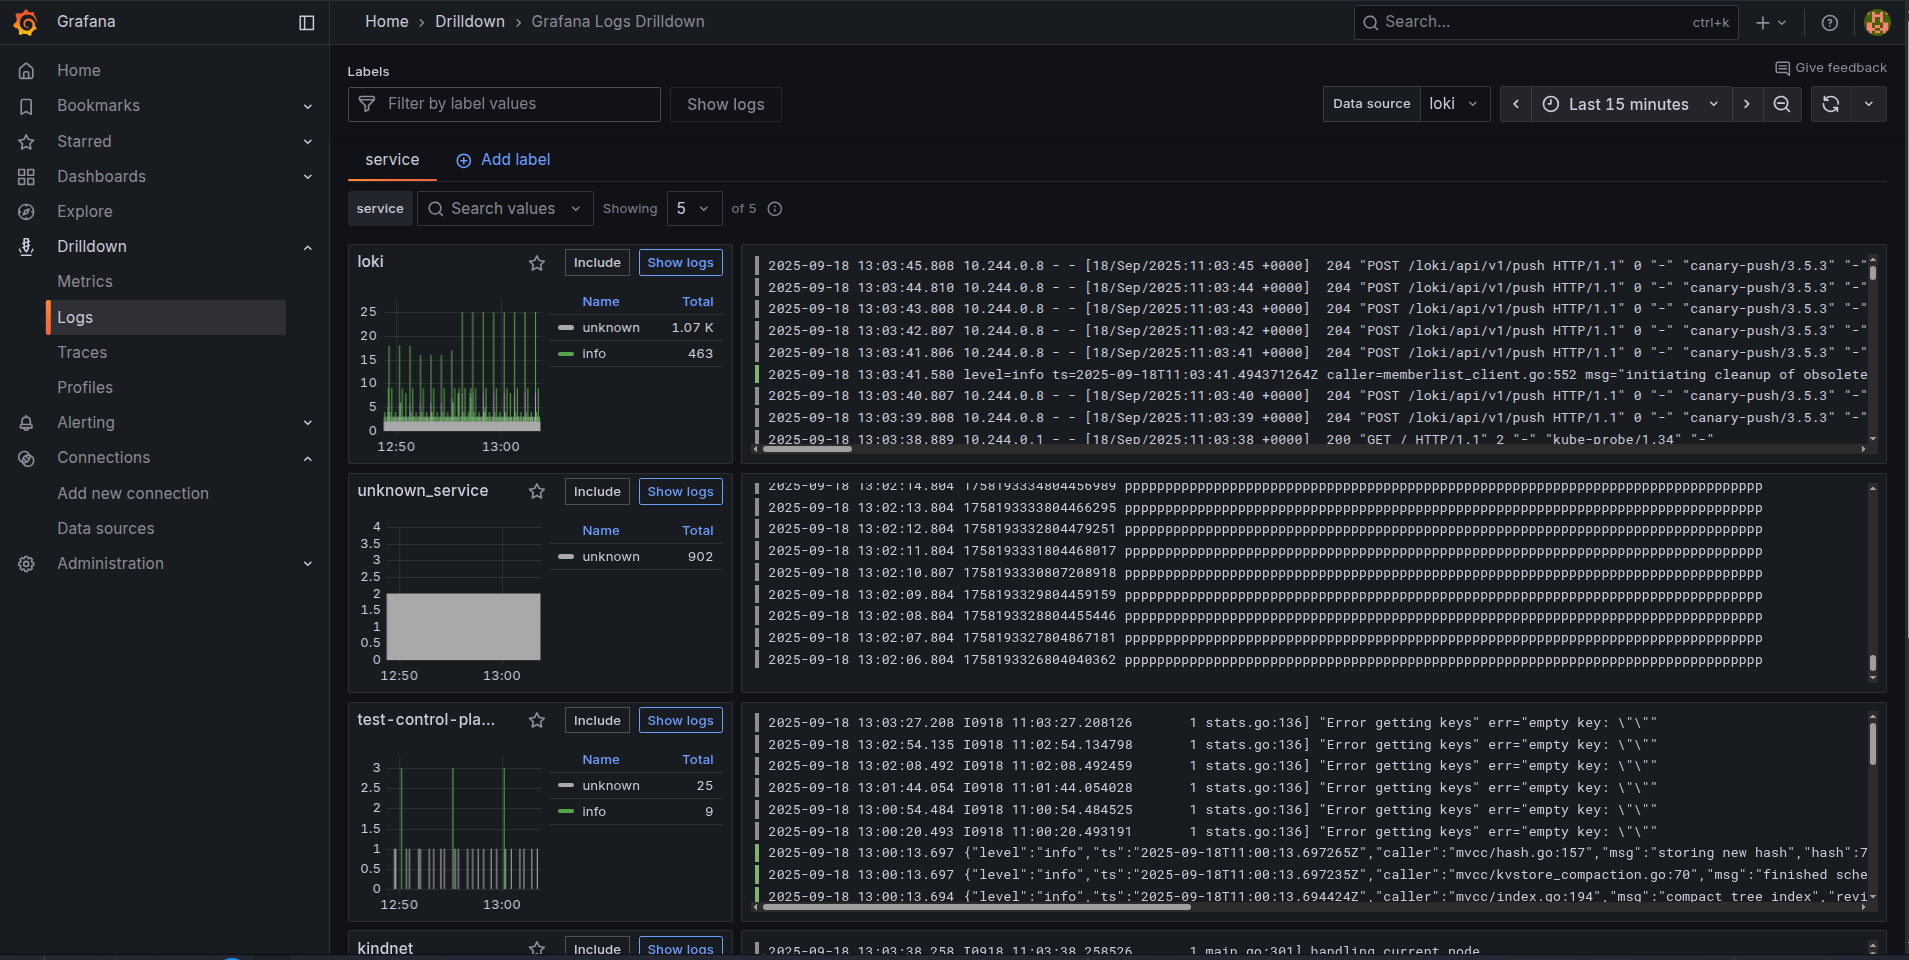 Grafana
Home
Bookmarks
Starred
Dashboards
Explore
Drilldown
Metrics
Logs
Traces
Profiles
Alerting
Connections
Add new connection
Data sources
Administration
Home › Drilldown › Grafana Logs Drilldown
Search... ctrl+k
Give feedback
Labels
Filter by label values Show logs
Data source loki Last 15 minutes
service Add label
service Search values Showing 5 of 5
loki Include Show logs
Name Total
unknown 1.07 K
info 463
25
20
15
10
5
0
12:50 13:00
2025-09-18 13:03:45.808 10.244.0.8 - - [18/Sep/2025:11:03:45 +0000]  204 "POST /loki/api/v1/push HTTP/1.1" 0 "-" "canary-push/3.5.3" "-"
2025-09-18 13:03:44.810 10.244.0.8 - - [18/Sep/2025:11:03:44 +0000]  204 "POST /loki/api/v1/push HTTP/1.1" 0 "-" "canary-push/3.5.3" "-"
2025-09-18 13:03:43.808 10.244.0.8 - - [18/Sep/2025:11:03:43 +0000]  204 "POST /loki/api/v1/push HTTP/1.1" 0 "-" "canary-push/3.5.3" "-"
2025-09-18 13:03:42.807 10.244.0.8 - - [18/Sep/2025:11:03:42 +0000]  204 "POST /loki/api/v1/push HTTP/1.1" 0 "-" "canary-push/3.5.3" "-"
2025-09-18 13:03:41.806 10.244.0.8 - - [18/Sep/2025:11:03:41 +0000]  204 "POST /loki/api/v1/push HTTP/1.1" 0 "-" "canary-push/3.5.3" "-"
2025-09-18 13:03:41.580 level=info ts=2025-09-18T11:03:41.494371264Z caller=memberlist_client.go:552 msg="initiating cleanup of obsolete
2025-09-18 13:03:40.807 10.244.0.8 - - [18/Sep/2025:11:03:40 +0000]  204 "POST /loki/api/v1/push HTTP/1.1" 0 "-" "canary-push/3.5.3" "-"
2025-09-18 13:03:39.808 10.244.0.8 - - [18/Sep/2025:11:03:39 +0000]  204 "POST /loki/api/v1/push HTTP/1.1" 0 "-" "canary-push/3.5.3" "-"
2025-09-18 13:03:38.889 10.244.0.1 - - [18/Sep/2025:11:03:38 +0000]  200 "GET / HTTP/1.1" 2 "-" "kube-probe/1.34" "-"
unknown_service Include Show logs
Name Total
unknown 902
4
3.5
3
2.5
2
1.5
1
0.5
0
12:50 13:00
2025-09-18 13:02:14.804 1758193334804456989 pppppppppppppppppppppppppppppppppppppppppppppppppppppppppppppppppppppppppppppp
2025-09-18 13:02:13.804 1758193333804466295 pppppppppppppppppppppppppppppppppppppppppppppppppppppppppppppppppppppppppppppp
2025-09-18 13:02:12.804 1758193332804479251 pppppppppppppppppppppppppppppppppppppppppppppppppppppppppppppppppppppppppppppp
2025-09-18 13:02:11.804 1758193331804468017 pppppppppppppppppppppppppppppppppppppppppppppppppppppppppppppppppppppppppppppp
2025-09-18 13:02:10.807 1758193330807208918 pppppppppppppppppppppppppppppppppppppppppppppppppppppppppppppppppppppppppppppp
2025-09-18 13:02:09.804 1758193329804459159 pppppppppppppppppppppppppppppppppppppppppppppppppppppppppppppppppppppppppppppp
2025-09-18 13:02:08.804 1758193328804455446 pppppppppppppppppppppppppppppppppppppppppppppppppppppppppppppppppppppppppppppp
2025-09-18 13:02:07.804 1758193327804867181 pppppppppppppppppppppppppppppppppppppppppppppppppppppppppppppppppppppppppppppp
2025-09-18 13:02:06.804 1758193326804040362 pppppppppppppppppppppppppppppppppppppppppppppppppppppppppppppppppppppppppppppp
test-control-pla... Include Show logs
Name Total
unknown 25
info 9
3
2.5
2
1.5
1
0.5
0
12:50 13:00
2025-09-18 13:03:27.208 I0918 11:03:27.208126       1 stats.go:136] "Error getting keys" err="empty key: \"\""
2025-09-18 13:02:54.135 I0918 11:02:54.134798       1 stats.go:136] "Error getting keys" err="empty key: \"\""
2025-09-18 13:02:08.492 I0918 11:02:08.492459       1 stats.go:136] "Error getting keys" err="empty key: \"\""
2025-09-18 13:01:44.054 I0918 11:01:44.054028       1 stats.go:136] "Error getting keys" err="empty key: \"\""
2025-09-18 13:00:54.484 I0918 11:00:54.484525       1 stats.go:136] "Error getting keys" err="empty key: \"\""
2025-09-18 13:00:20.493 I0918 11:00:20.493191       1 stats.go:136] "Error getting keys" err="empty key: \"\""
2025-09-18 13:00:13.697 {"level":"info","ts":"2025-09-18T11:00:13.697265Z","caller":"mvcc/hash.go:157","msg":"storing new hash","hash":7
2025-09-18 13:00:13.697 {"level":"info","ts":"2025-09-18T11:00:13.697235Z","caller":"mvcc/kvstore_compaction.go:70","msg":"finished sche
2025-09-18 13:00:13.694 {"level":"info","ts":"2025-09-18T11:00:13.694424Z","caller":"mvcc/index.go:194","msg":"compact tree index","revi
kindnet Include Show logs
2025-09-18 13:03:38.258 I0918 11:03:38.258526       1 main.go:301] handling current node